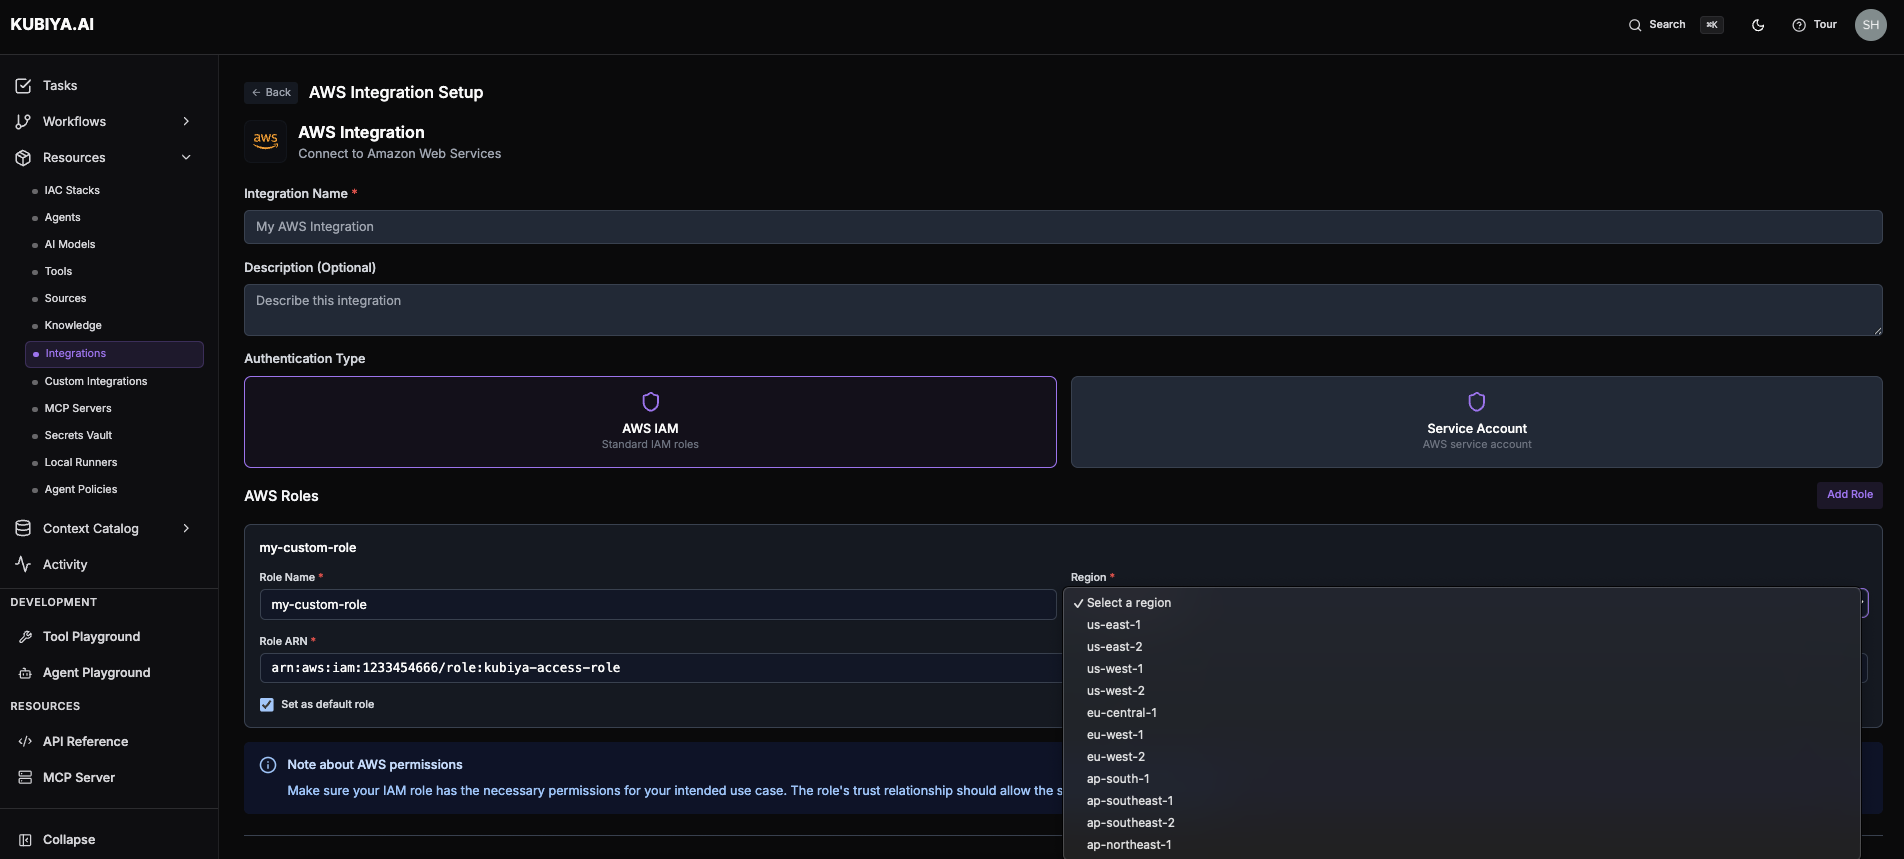 KUBIYA.AI
Search
⌘K
Tour
SH
Tasks
Workflows
Resources
IAC Stacks
Agents
AI Models
Tools
Sources
Knowledge
Integrations
Custom Integrations
MCP Servers
Secrets Vault
Local Runners
Agent Policies
Context Catalog
Activity
DEVELOPMENT
Tool Playground
Agent Playground
RESOURCES
API Reference
MCP Server
Collapse
← Back
AWS Integration Setup
aws
AWS Integration
Connect to Amazon Web Services
Integration Name *
My AWS Integration
Description (Optional)
Describe this integration
Authentication Type
AWS IAM
Standard IAM roles
Service Account
AWS service account
AWS Roles
Add Role
my-custom-role
Role Name *
my-custom-role
Region *
✓ Select a region
us-east-1
us-east-2
us-west-1
us-west-2
eu-central-1
eu-west-1
eu-west-2
ap-south-1
ap-southeast-1
ap-southeast-2
ap-northeast-1
Role ARN *
arn:aws:iam:1233454666/role:kubiya-access-role
Set as default role
Note about AWS permissions
Make sure your IAM role has the necessary permissions for your intended use case. The role's trust relationship should allow the s